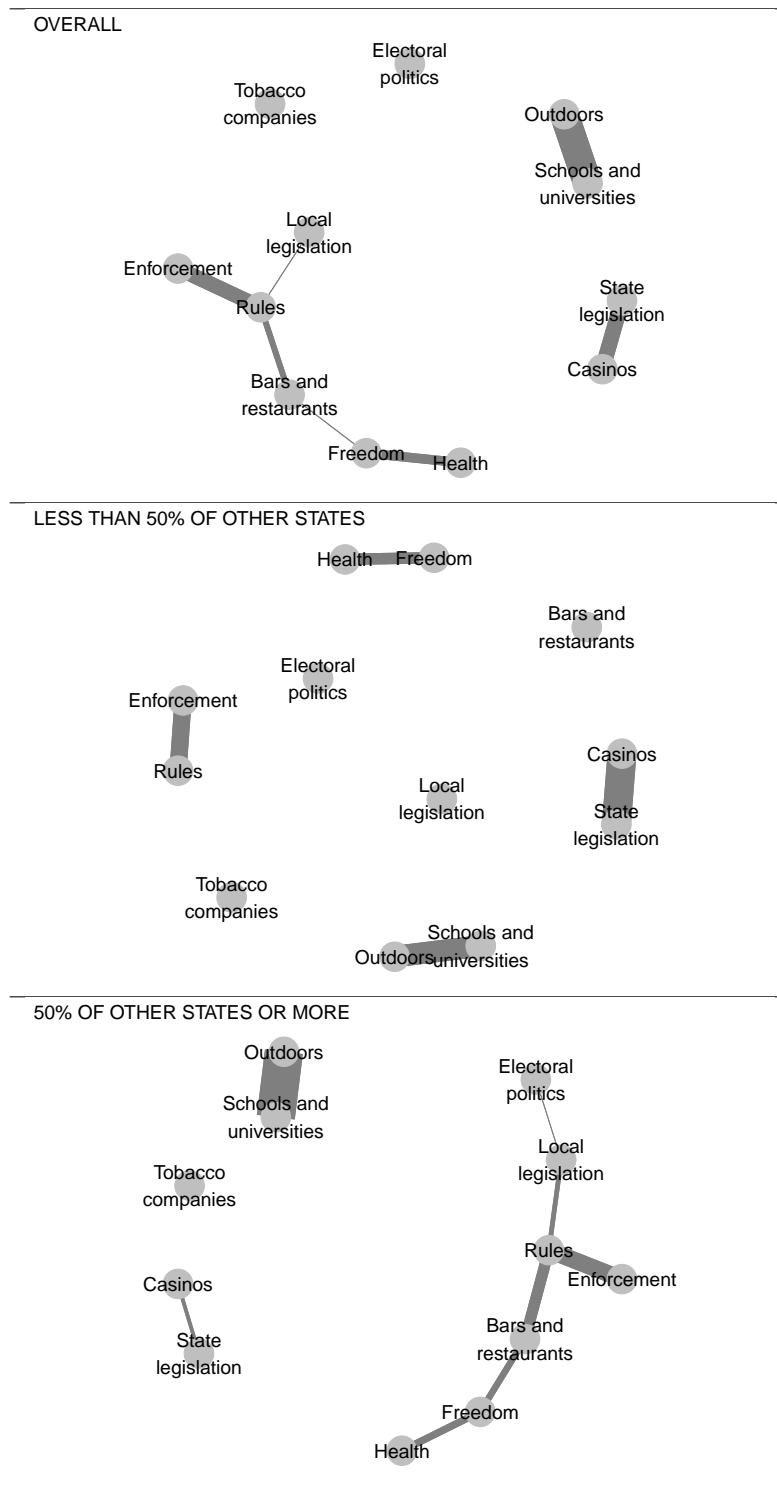 OVERALL
Electoral
politics
Tobacco
companies
Outdoors
Schools and
universities
Local
legislation
Enforcement
Rules
State
legislation
Casinos
Bars and
restaurants
Freedom
Health
LESS THAN 50% OF OTHER STATES
Health
Freedom
Bars and
restaurants
Electoral
politics
Enforcement
Rules
Casinos
State
legislation
Local
legislation
Tobacco
companies
Schools and
universities
Outdoors
50% OF OTHER STATES OR MORE
Outdoors
Schools and
universities
Electoral
politics
Local
legislation
Tobacco
companies
Rules
Enforcement
Casinos
State
legislation
Bars and
restaurants
Freedom
Health